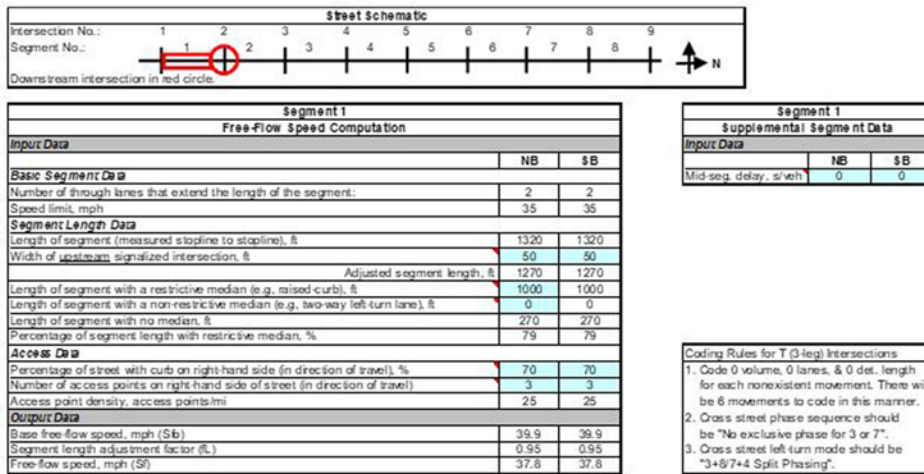 Street Schematic
Intersection No.: 1 2 3 4 5 6 7 8 9
Segment No.: 1 2 3 4 5 6 7 8
N
Downstream intersection in red circle.
Segment 1
Free-Flow Speed Computation
Input Data
NB SB
Basic Segment Data
Number of through lanes that extend the length of the segment: 2 2
Speed limit, mph 35 35
Segment Length Data
Length of segment (measured stopline to stopline), ft 1320 1320
Width of upstream signalized intersection, ft 50 50
Adjusted segment length, ft 1270 1270
Length of segment with a restrictive median (e.g, raised-curb), ft 1000 1000
Length of segment with a non-restrictive median (e.g, two-way left-turn lane), ft 0 0
Length of segment with no median, ft 270 270
Percentage of segment length with restrictive median, % 79 79
Access Data
Percentage of street with curb on right-hand side (in direction of travel), % 70 70
Number of access points on right-hand side of street (in direction of travel) 3 3
Access point density, access points/mi 25 25
Output Data
Base free-flow speed, mph (Sfo) 39.9 39.9
Segment length adjustment factor (fL) 0.95 0.95
Free-flow speed, mph (Sf) 37.8 37.8
Segment 1
Supplemental Segment Data
Input Data
NB SB
Mid-seg. delay, s/veh 0 0
Coding Rules for T (3-leg) Intersections
1. Code 0 volume, 0 lanes, & 0 det. length
for each nonexistent movement. There wi
be 6 movements to code in this manner.
2. Cross street phase sequence should
be "No exclusive phase for 3 or 7".
3. Cross street left-turn mode should be
"3+8/7+4 Split Phasing".